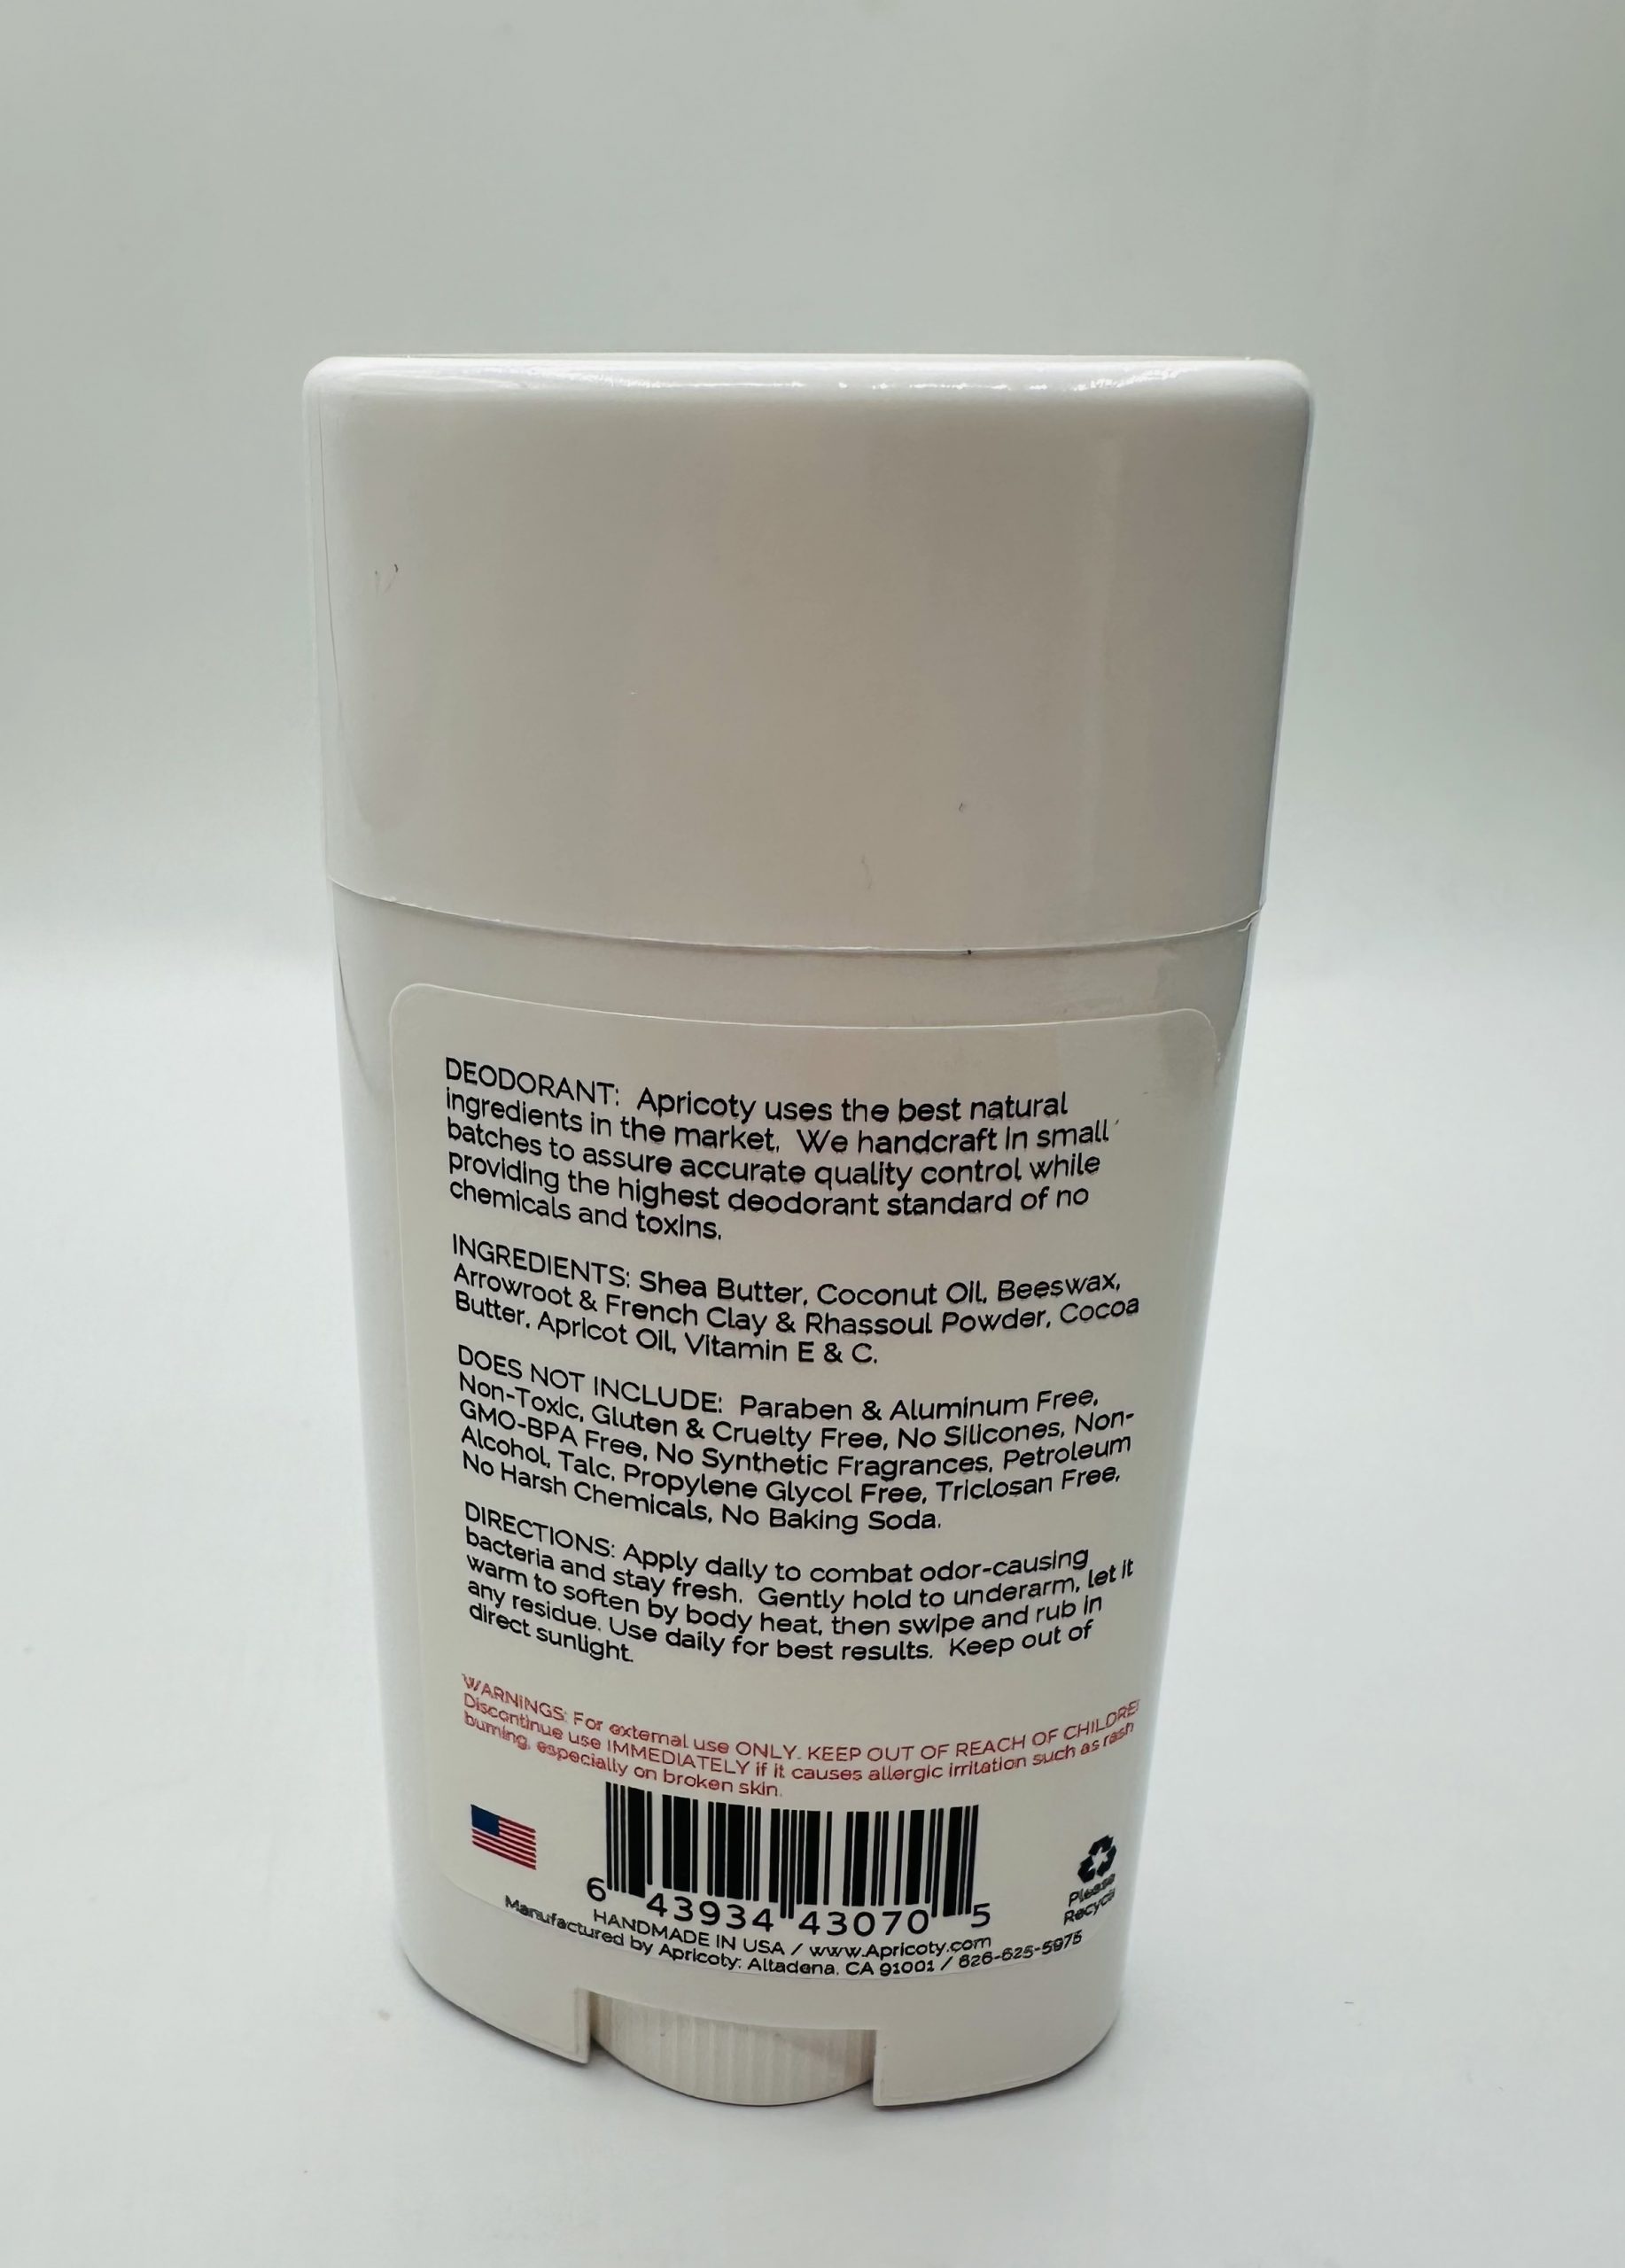 DEODORANT: Apricoty uses the best natural
ingredients in the market. We handcraft in small
batches to assure accurate quality control while
providing the highest deodorant standard of no
chemicals and toxins.
INGREDIENTS: Shea Butter, Coconut Oil, Beeswax,
Arrowroot & French Clay & Rhassoul Powder, Cocoa
Butter, Apricot Oil, Vitamin E & C.
DOES NOT INCLUDE: Paraben & Aluminum Free,
Non-Toxic, Gluten & Cruelty Free, No Silicones, Non-
GMO-BPA Free, No Synthetic Fragrances, Petroleum
Alcohol, Talc, Propylene Glycol Free, Triclosan Free,
No Harsh Chemicals, No Baking Soda.
DIRECTIONS: Apply daily to combat odor-causing
bacteria and stay fresh. Gently hold to underarm, let it
warm to soften by body heat, then swipe and rub in
any residue. Use daily for best results. Keep out of
direct sunlight.
WARNINGS: For external use ONLY. KEEP OUT OF REACH OF CHILDRE
Discontinue use IMMEDIATELY if it causes allergic irritation such as rash
burning, especially on broken skin.
6 43934 43070 5
Please
Recycl
HANDMADE IN USA / www.Apricoty.com
Manufactured by Apricoty: Altadena, CA 91001 / 626-625-5975